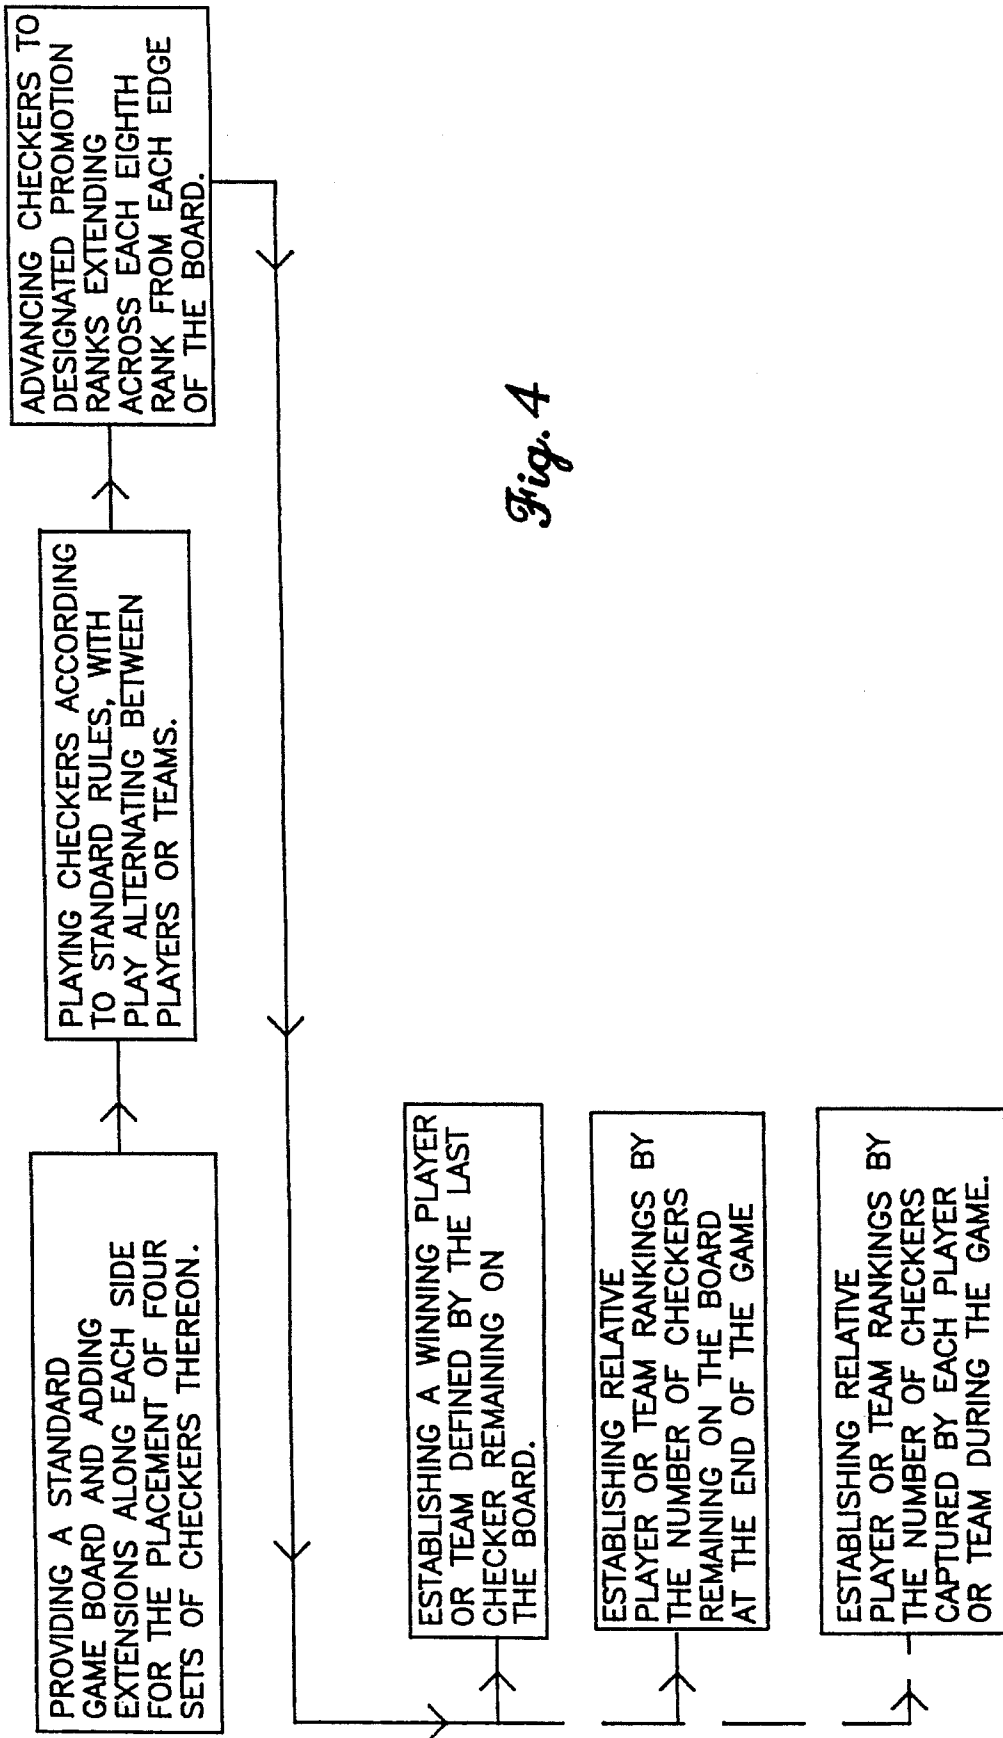 PROVIDING A STANDARD
GAME BOARD AND ADDING
EXTENSIONS ALONG EACH SIDE
FOR THE PLACEMENT OF FOUR
SETS OF CHECKERS THEREON.
PLAYING CHECKERS ACCORDING
TO STANDARD RULES, WITH
PLAY ALTERNATING BETWEEN
PLAYERS OR TEAMS.
ADVANCING CHECKERS TO
DESIGNATED PROMOTION
RANKS EXTENDING
ACROSS EACH EIGHTH
RANK FROM EACH EDGE
OF THE BOARD.
ESTABLISHING A WINNING PLAYER
OR TEAM DEFINED BY THE LAST
CHECKER REMAINING ON
THE BOARD.
ESTABLISHING RELATIVE
PLAYER OR TEAM RANKINGS BY
THE NUMBER OF CHECKERS
REMAINING ON THE BOARD
AT THE END OF THE GAME
ESTABLISHING RELATIVE
PLAYER OR TEAM RANKINGS BY
THE NUMBER OF CHECKERS
CAPTURED BY EACH PLAYER
OR TEAM DURING THE GAME.
Fig. 4